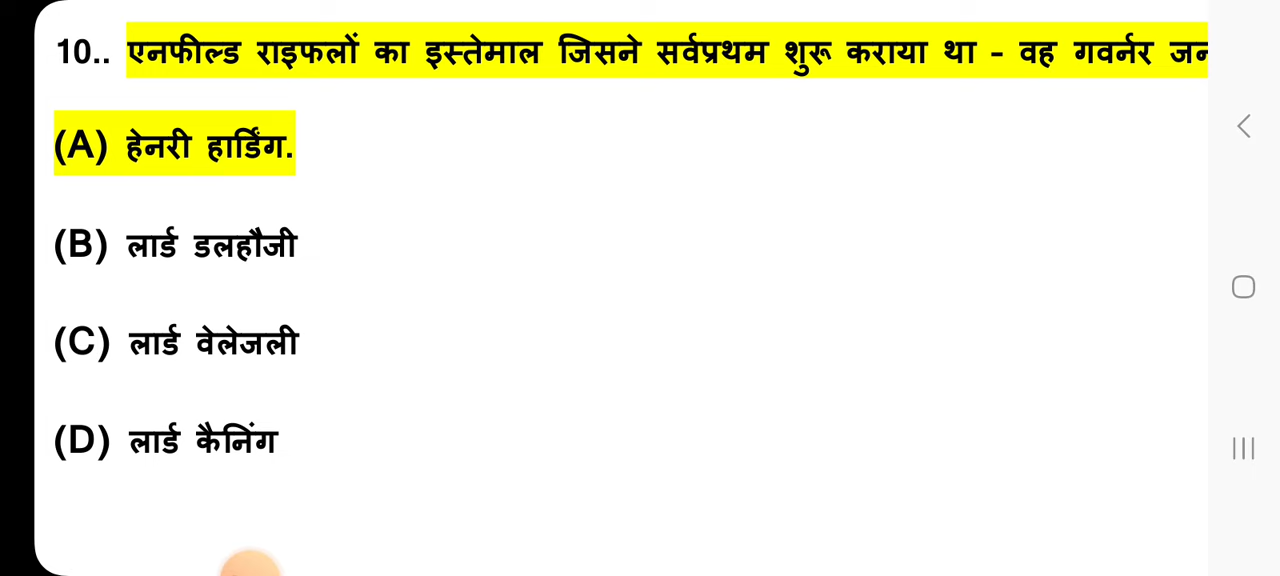 10.. एनफील्ड राइफलों का इस्तेमाल जिसने सर्वप्रथम शुरू कराया था - वह गवर्नर
(A) हेनरी हार्डिंग.
(B) लार्ड डलहौजी
(C) लार्ड वेलेजली
(D) लार्ड कैनिंग